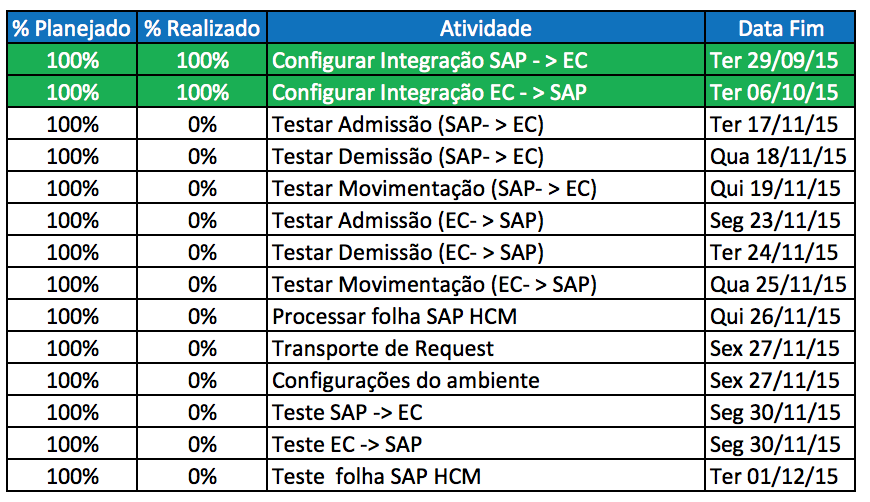 % Planejado % Realizado Atividade Data Fim
100% 100% Configurar Integração SAP - > EC Ter 29/09/15
100% 100% Configurar Integração EC - > SAP Ter 06/10/15
100% 0% Testar Admissão (SAP- > EC) Ter 17/11/15
100% 0% Testar Demissão (SAP- > EC) Qua 18/11/15
100% 0% Testar Movimentação (SAP- > EC) Qui 19/11/15
100% 0% Testar Admissão (EC- > SAP) Seg 23/11/15
100% 0% Testar Demissão (EC- > SAP) Ter 24/11/15
100% 0% Testar Movimentação (EC- > SAP) Qua 25/11/15
100% 0% Processar folha SAP HCM Qui 26/11/15
100% 0% Transporte de Request Sex 27/11/15
100% 0% Configurações do ambiente Sex 27/11/15
100% 0% Teste SAP -> EC Seg 30/11/15
100% 0% Teste EC -> SAP Seg 30/11/15
100% 0% Teste  folha SAP HCM Ter 01/12/15